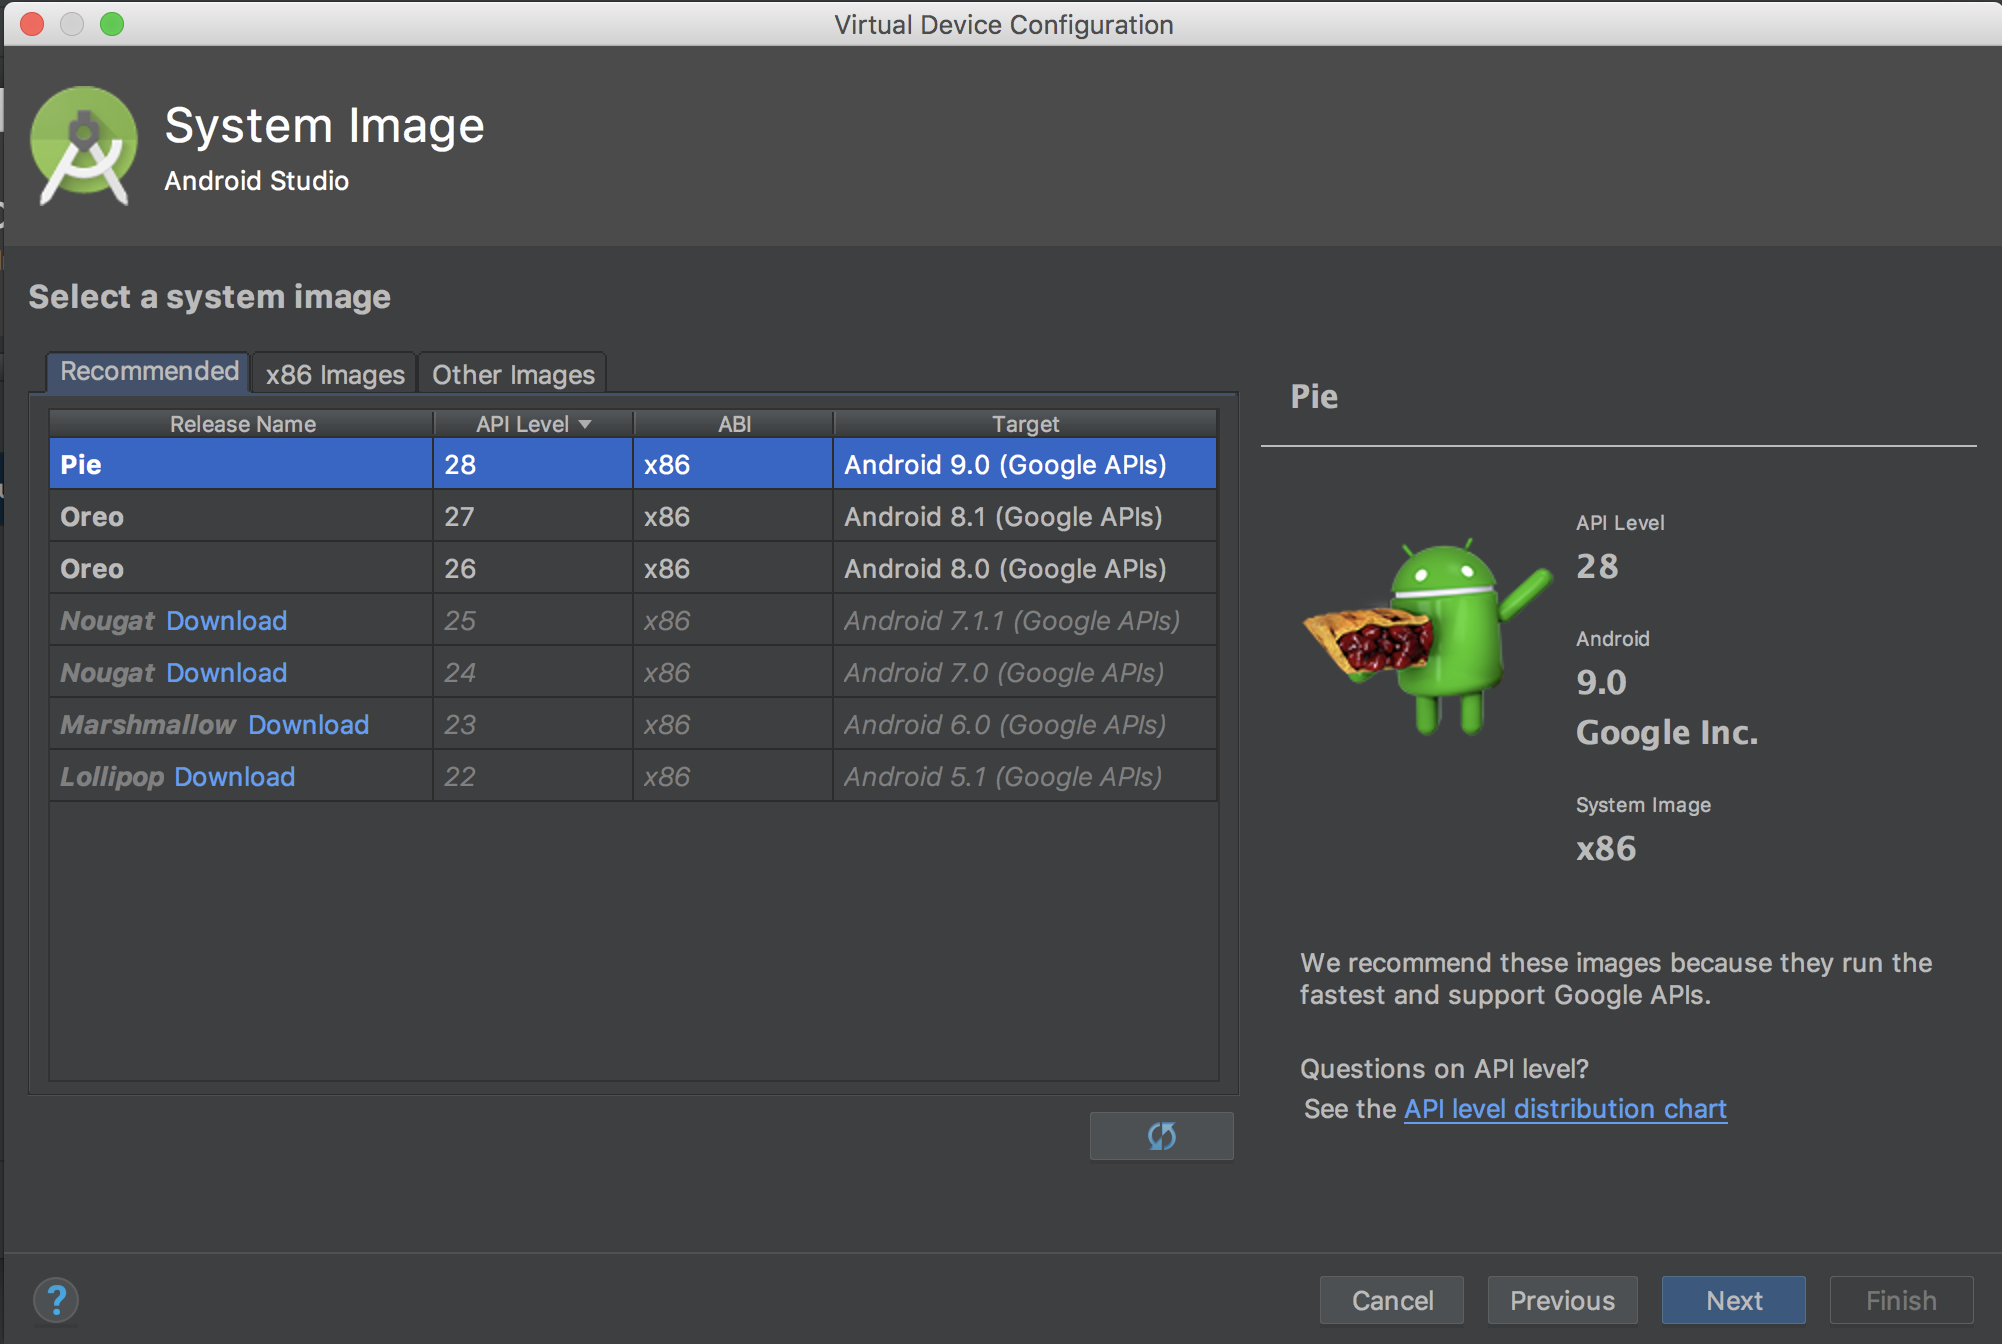 Virtual Device Configuration
System Image
Android Studio
Select a system image
Recommended x86 Images Other Images
Release Name API Level ABI Target
Pie 28 x86 Android 9.0 (Google APIs)
Oreo 27 x86 Android 8.1 (Google APIs)
Oreo 26 x86 Android 8.0 (Google APIs)
Nougat Download 25 x86 Android 7.1.1 (Google APIs)
Nougat Download 24 x86 Android 7.0 (Google APIs)
Marshmallow Download 23 x86 Android 6.0 (Google APIs)
Lollipop Download 22 x86 Android 5.1 (Google APIs)
Pie
API Level
28
Android
9.0
Google Inc.
System Image
x86
We recommend these images because they run the
fastest and support Google APIs.
Questions on API level?
See the API level distribution chart
? Cancel Previous Next Finish